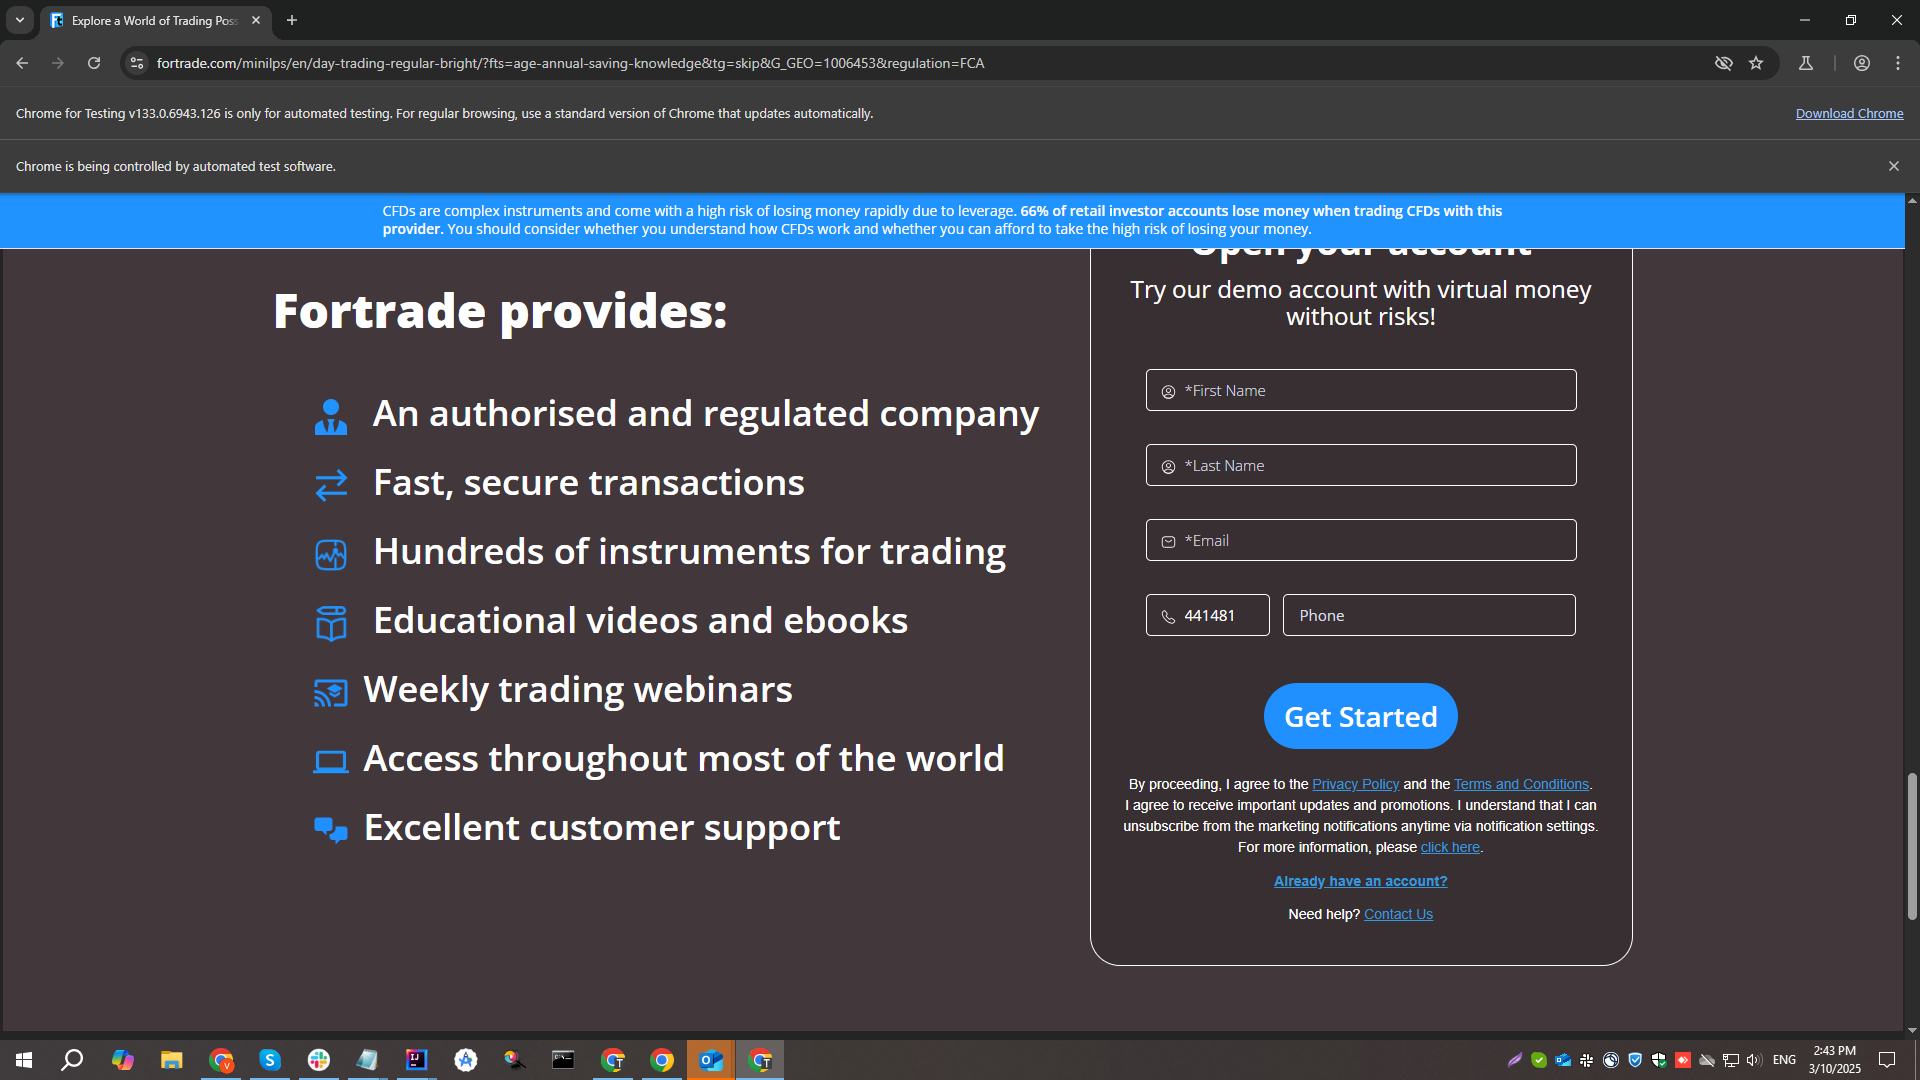 Explore a World of Trading Pos
fortrade.com/minilps/en/day-trading-regular-bright/?fts=age-annual-saving-knowledge&tg=skip&G_GEO=1006453&regulation=FCA
Chrome for Testing v133.0.6943.126 is only for automated testing. For regular browsing, use a standard version of Chrome that updates automatically.
Download Chrome
Chrome is being controlled by automated test software.
CFDs are complex instruments and come with a high risk of losing money rapidly due to leverage. 66% of retail investor accounts lose money when trading CFDs with this
provider. You should consider whether you understand how CFDs work and whether you can afford to take the high risk of losing your money.
Fortrade provides:
An authorised and regulated company
Fast, secure transactions
Hundreds of instruments for trading
Educational videos and ebooks
Weekly trading webinars
Access throughout most of the world
Excellent customer support
Open your account
Try our demo account with virtual money
without risks!
*First Name
*Last Name
*Email
441481
Phone
Get Started
By proceeding, I agree to the Privacy Policy and the Terms and Conditions.
I agree to receive important updates and promotions. I understand that I can
unsubscribe from the marketing notifications anytime via notification settings.
For more information, please click here.
Already have an account?
Need help? Contact Us
ENG
2:43 PM
3/10/2025